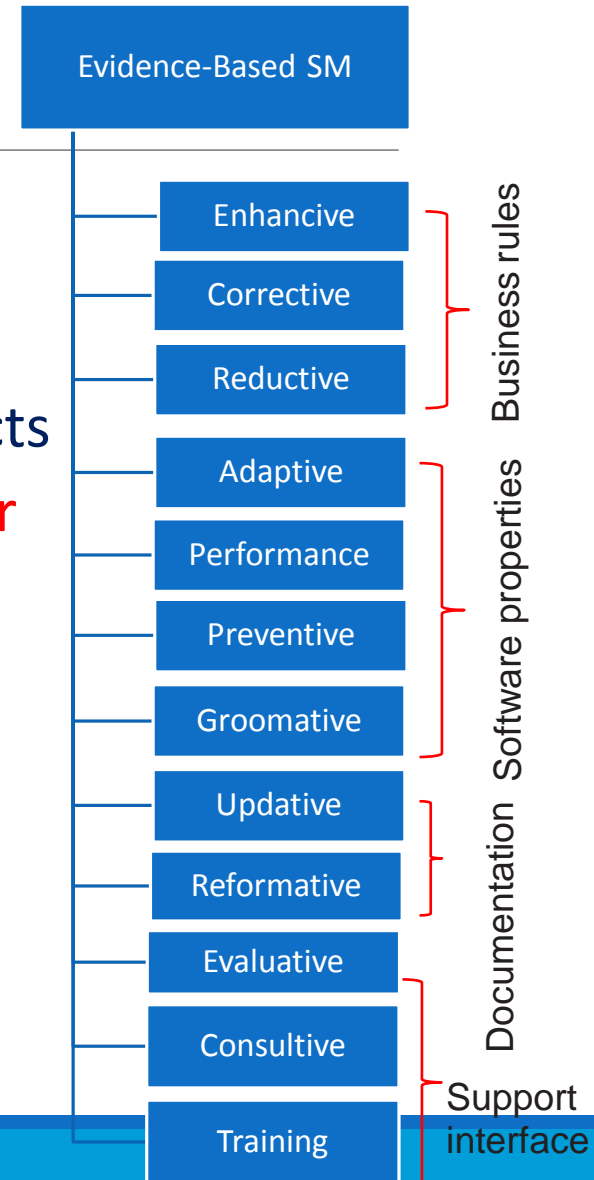 Evidence-Based SM
Enhancive
Corrective
Reductive
Business rules
cts
r
Adaptive
Performance
Preventive
Groomative
Software properties
Updative
Reformative
Documentation
Evaluative
Consultive
Training
Support
interface